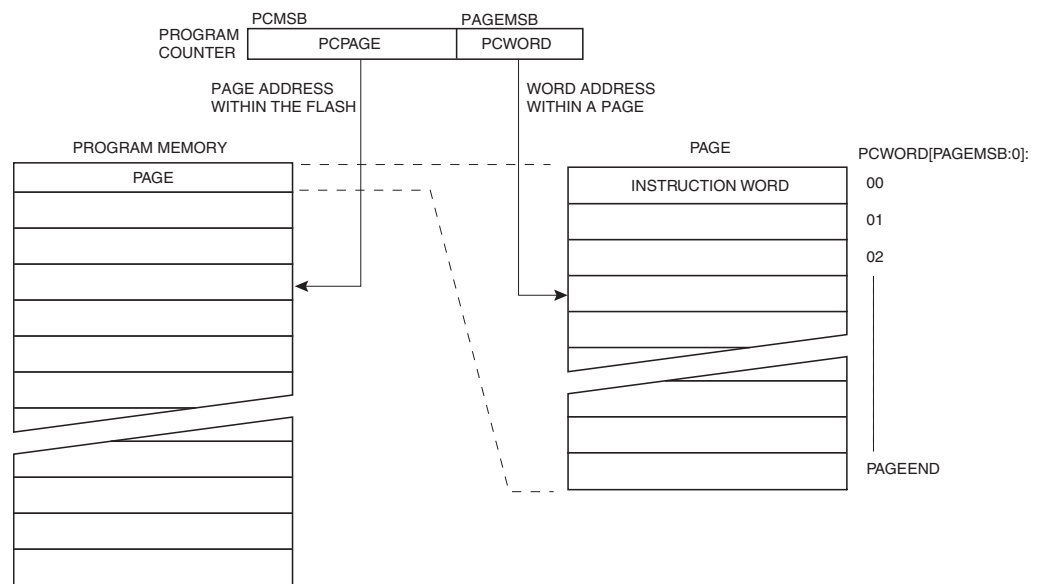 PCMSB
PAGEMSB
PROGRAM
COUNTER
PCPAGE
PCWORD
PAGE ADDRESS
WITHIN THE FLASH
WORD ADDRESS
WITHIN A PAGE
PROGRAM MEMORY
PAGE
PAGE
PCWORD[PAGEMSB:0]:
INSTRUCTION WORD
00
01
02
PAGEEND